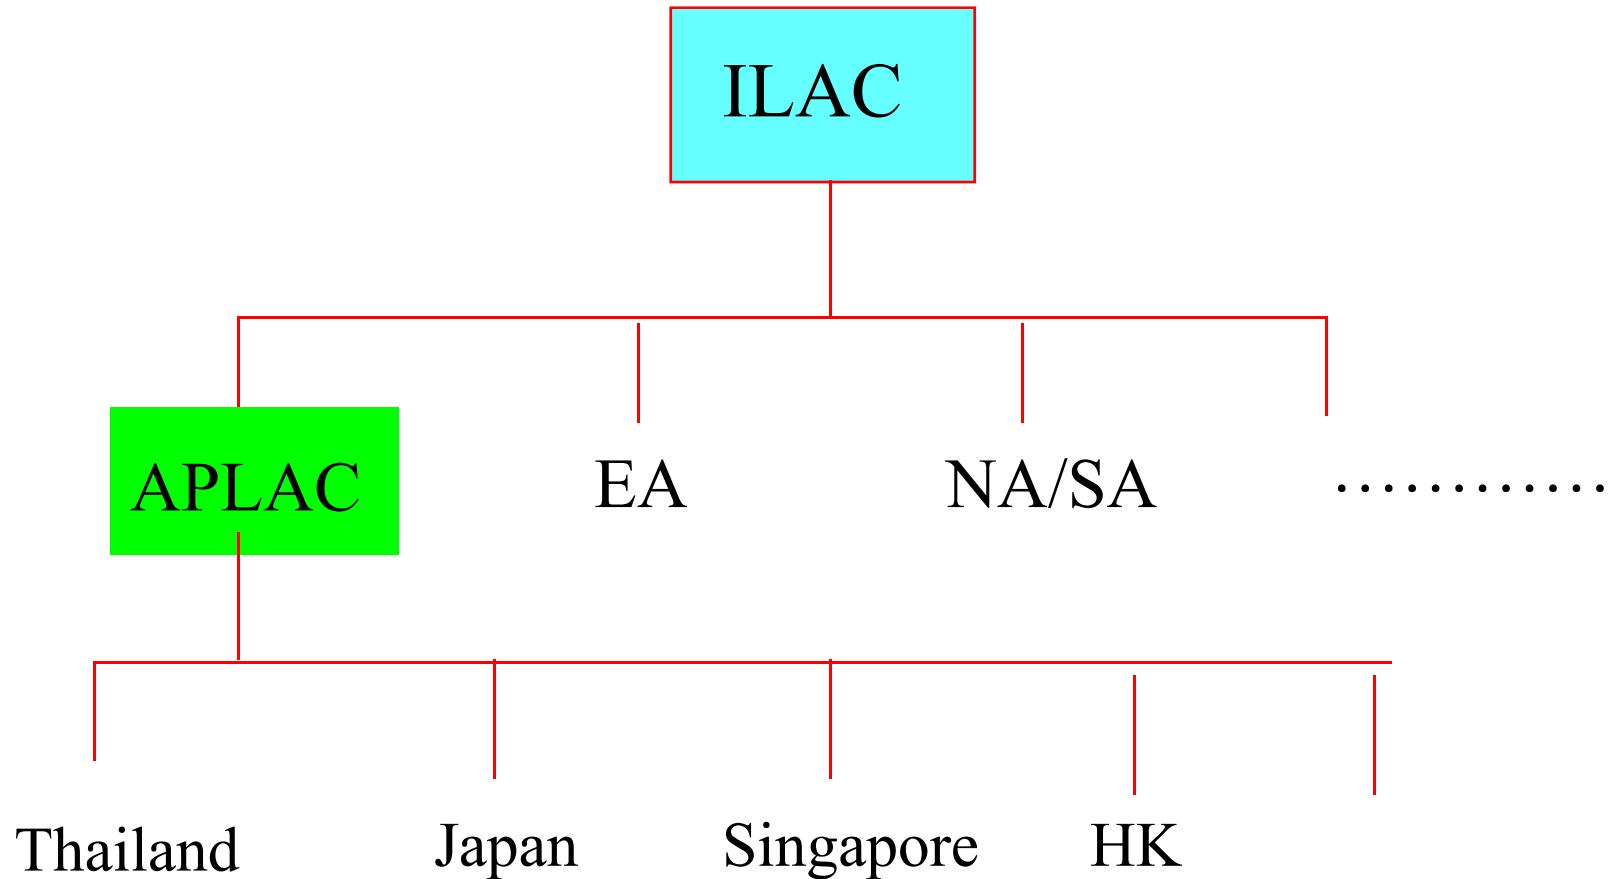 ILAC
APLAC EA NA/SA ............
Thailand Japan Singapore HK